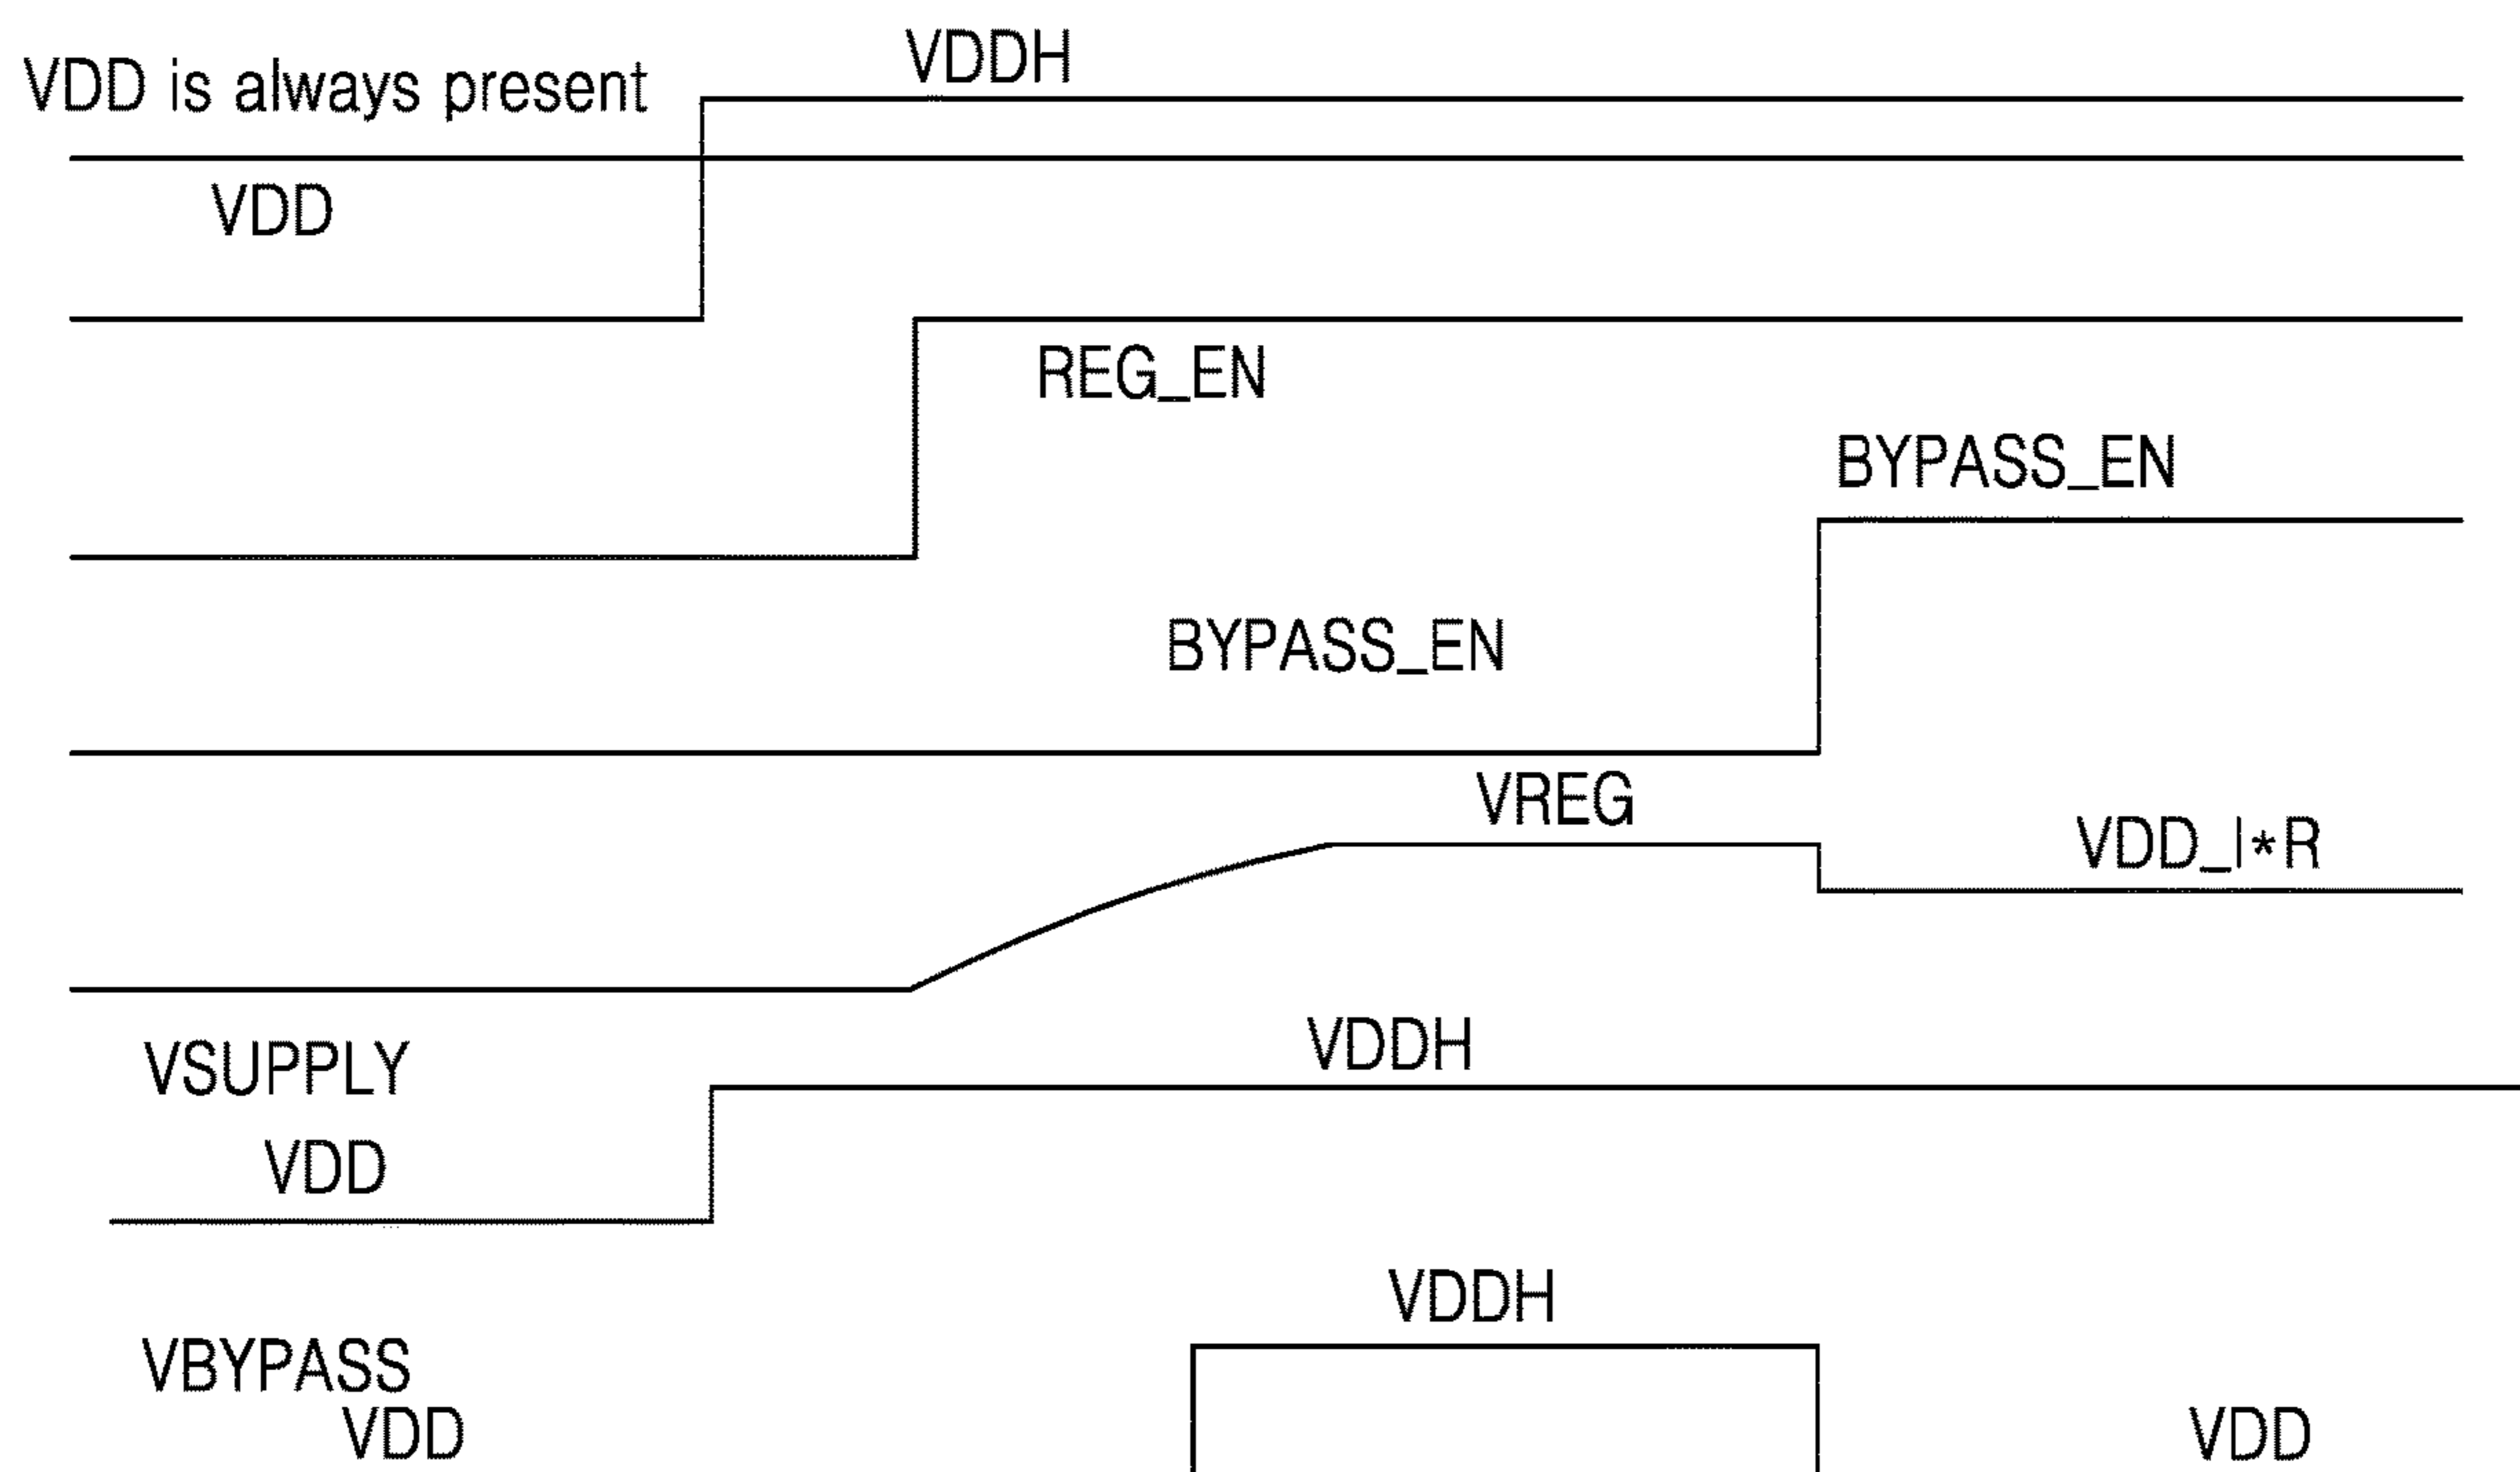 VDD is always present
VDDH
VDD
REG_EN
BYPASS_EN
BYPASS_EN
VREG
VDD_I*R
VSUPPLY
VDDH
VDD
VDDH
VBYPASS
VDD
VDD